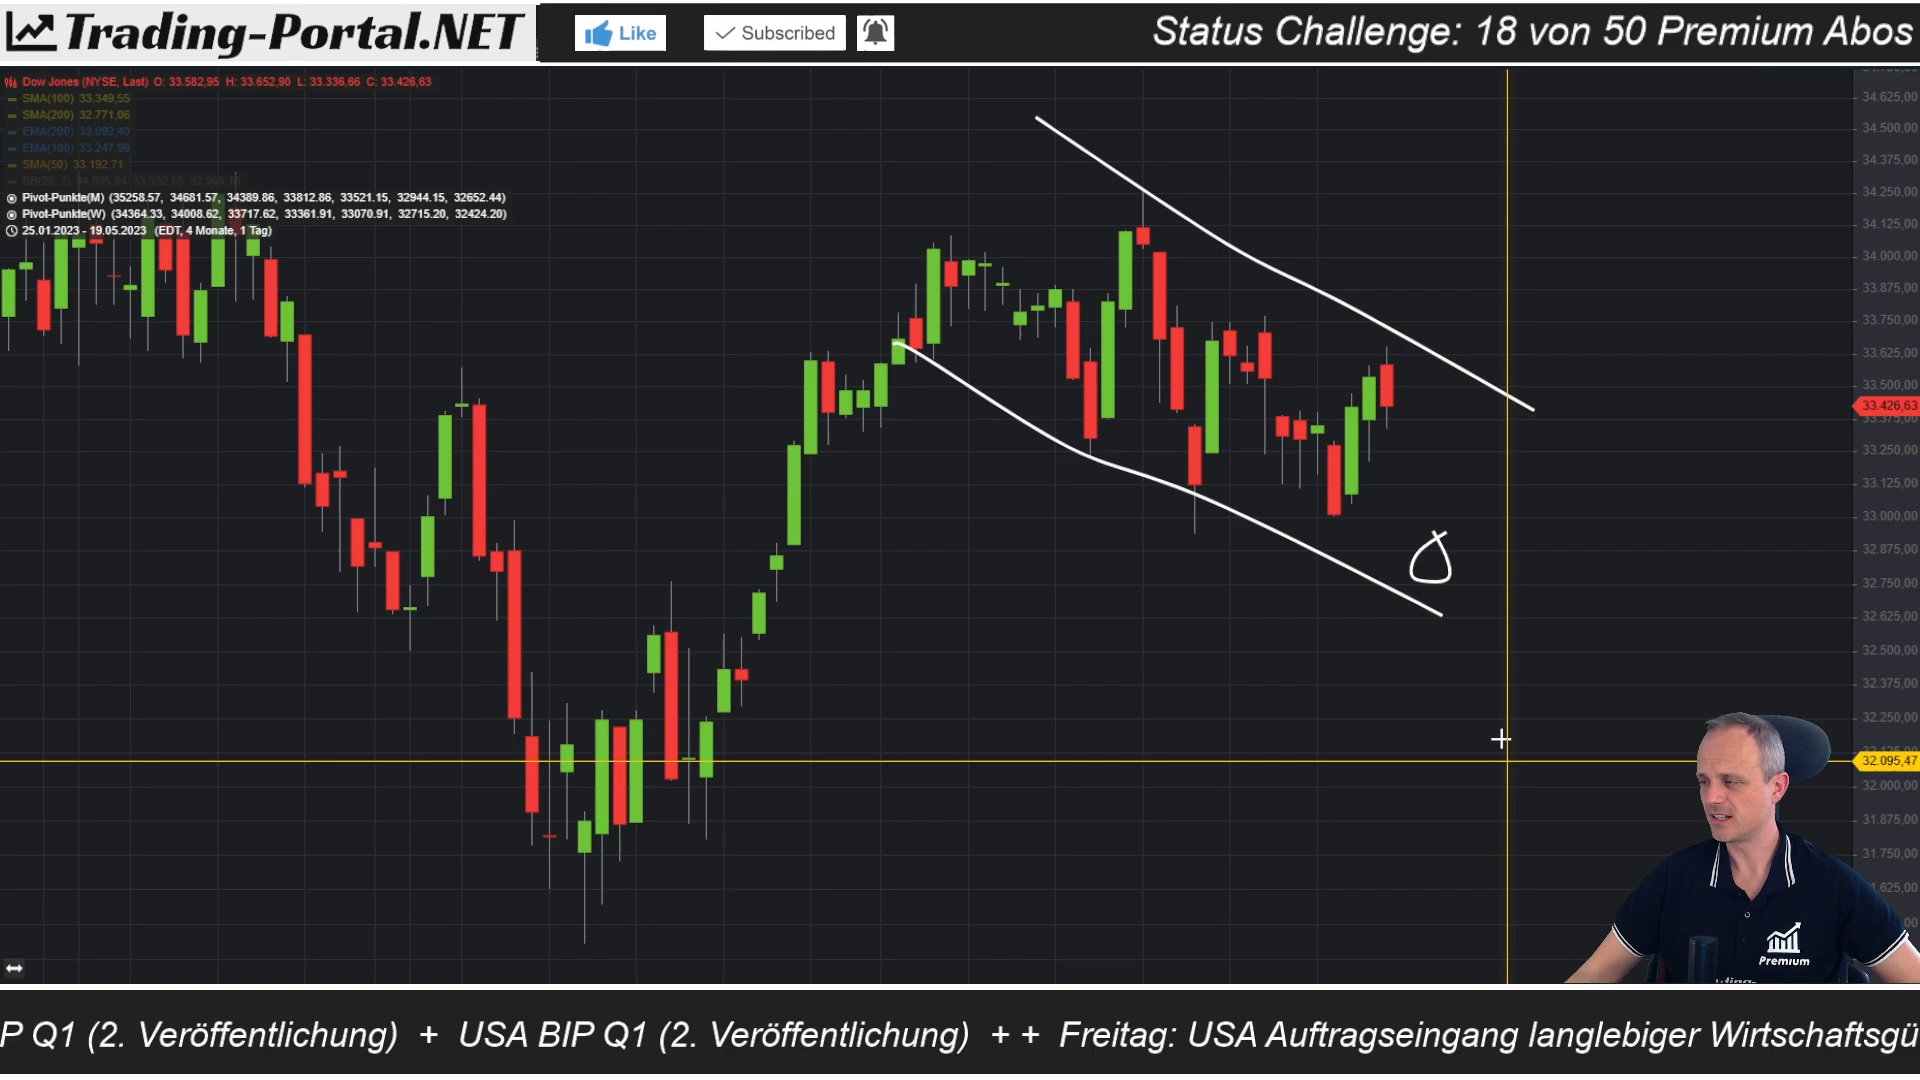 Trading-Portal.NET
Like
Subscribed
Status Challenge: 18 von 50 Premium Abos
Dow Jones (NYSE, Last) O: 33.582,95 H: 33.652,90 L: 33.336,66 C: 33.426,63
SMA(100) 33.349,55
SMA(200) 32.771,06
EMA(200) 33.092,40
EMA(100) 33.247,99
SMA(50) 33.192,71
Pivot-Punkte(M) (35258.57, 34681.57, 34389.86, 33812.86, 33521.15, 32944.15, 32652.44)
Pivot-Punkte(W) (34364.33, 34008.62, 33717.62, 33361.91, 33070.91, 32715.20, 32424.20)
25.01.2023 - 19.05.2023 (EDT, 4 Monate, 1 Tag)
34.625,00
34.500,00
34.375,00
34.250,00
34.125,00
34.000,00
33.875,00
33.750,00
33.625,00
33.500,00
33.426,63
33.375,00
33.250,00
33.125,00
33.000,00
32.875,00
32.750,00
32.625,00
32.500,00
32.375,00
32.250,00
32.095,47
32.000,00
31.875,00
31.750,00
Premium
P Q1 (2. Veröffentlichung) + USA BIP Q1 (2. Veröffentlichung) + + Freitag: USA Auftragseingang langlebiger Wirtschaftsgü